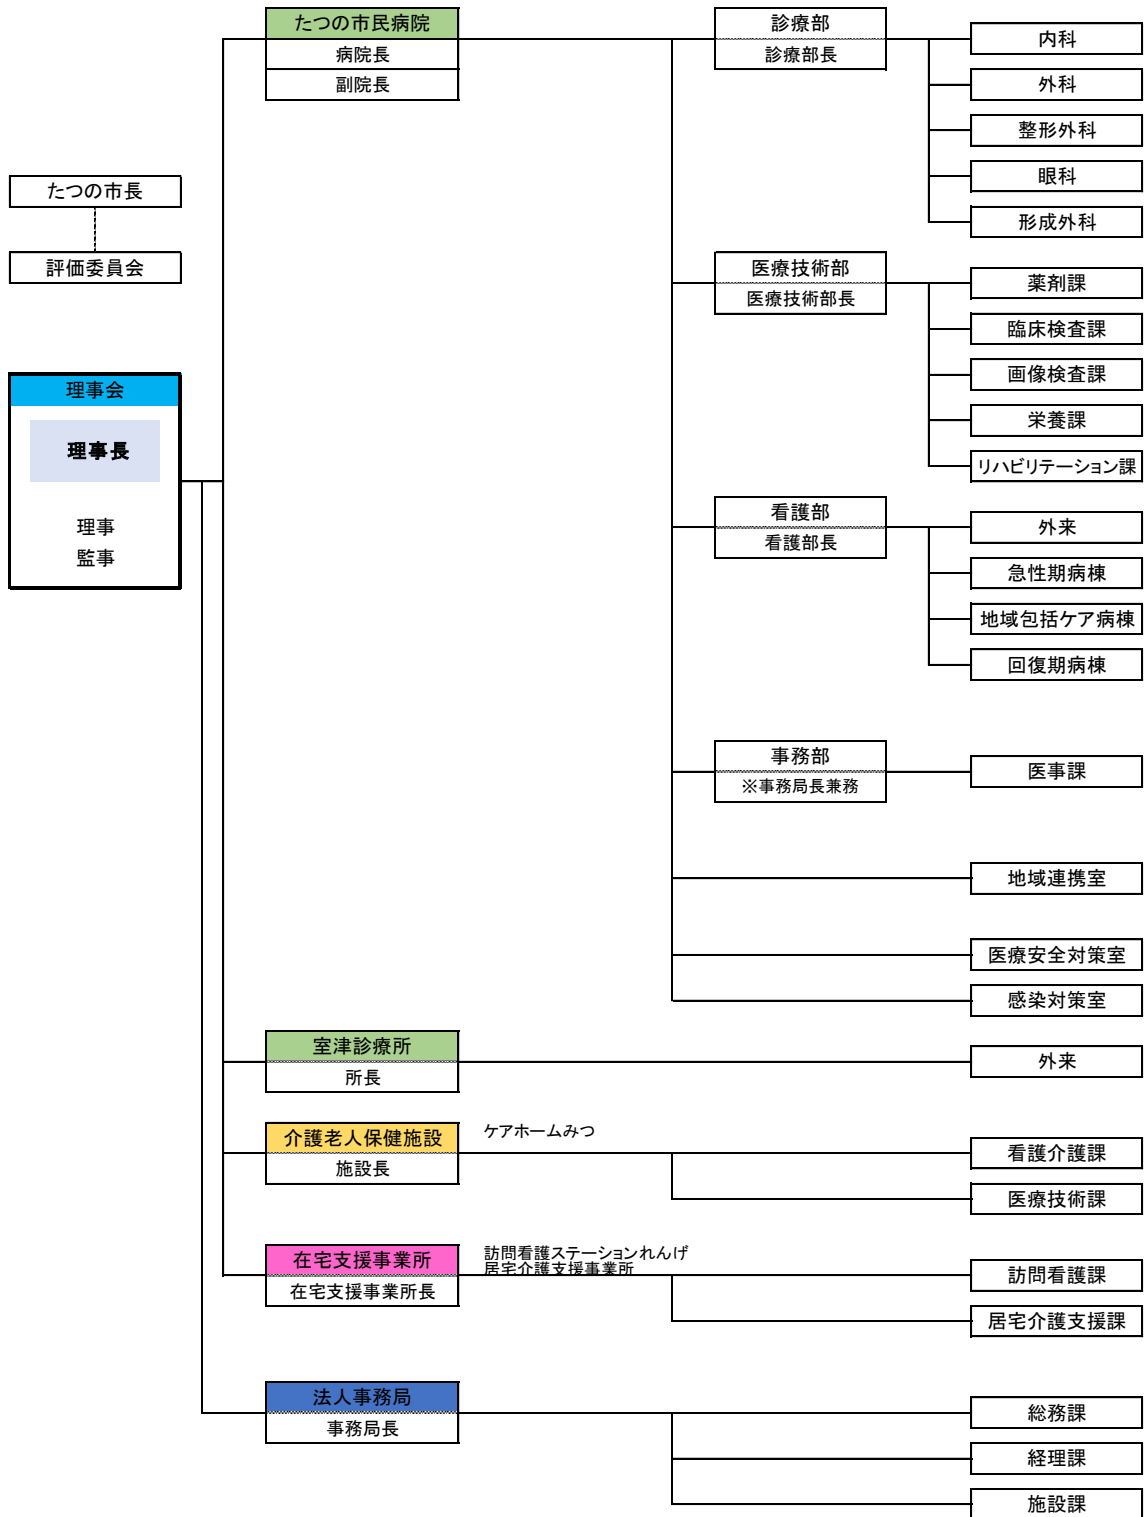 たつの市長
評価委員会
理事会
理事長
理事
監事
たつの市民病院
病院長
副院長
診療部
診療部長
内科
外科
整形外科
眼科
形成外科
医療技術部
医療技術部長
薬剤課
臨床検査課
画像検査課
栄養課
リハビリテーション課
看護部
看護部長
外来
急性期病棟
地域包括ケア病棟
回復期病棟
事務部
※事務局長兼務
医事課
地域連携室
医療安全対策室
感染対策室
室津診療所
所長
外来
介護老人保健施設
施設長
ケアホームみつ
看護介護課
医療技術課
在宅支援事業所
在宅支援事業所長
訪問看護ステーションれんげ
居宅介護支援事業所
訪問看護課
居宅介護支援課
法人事務局
事務局長
総務課
経理課
施設課